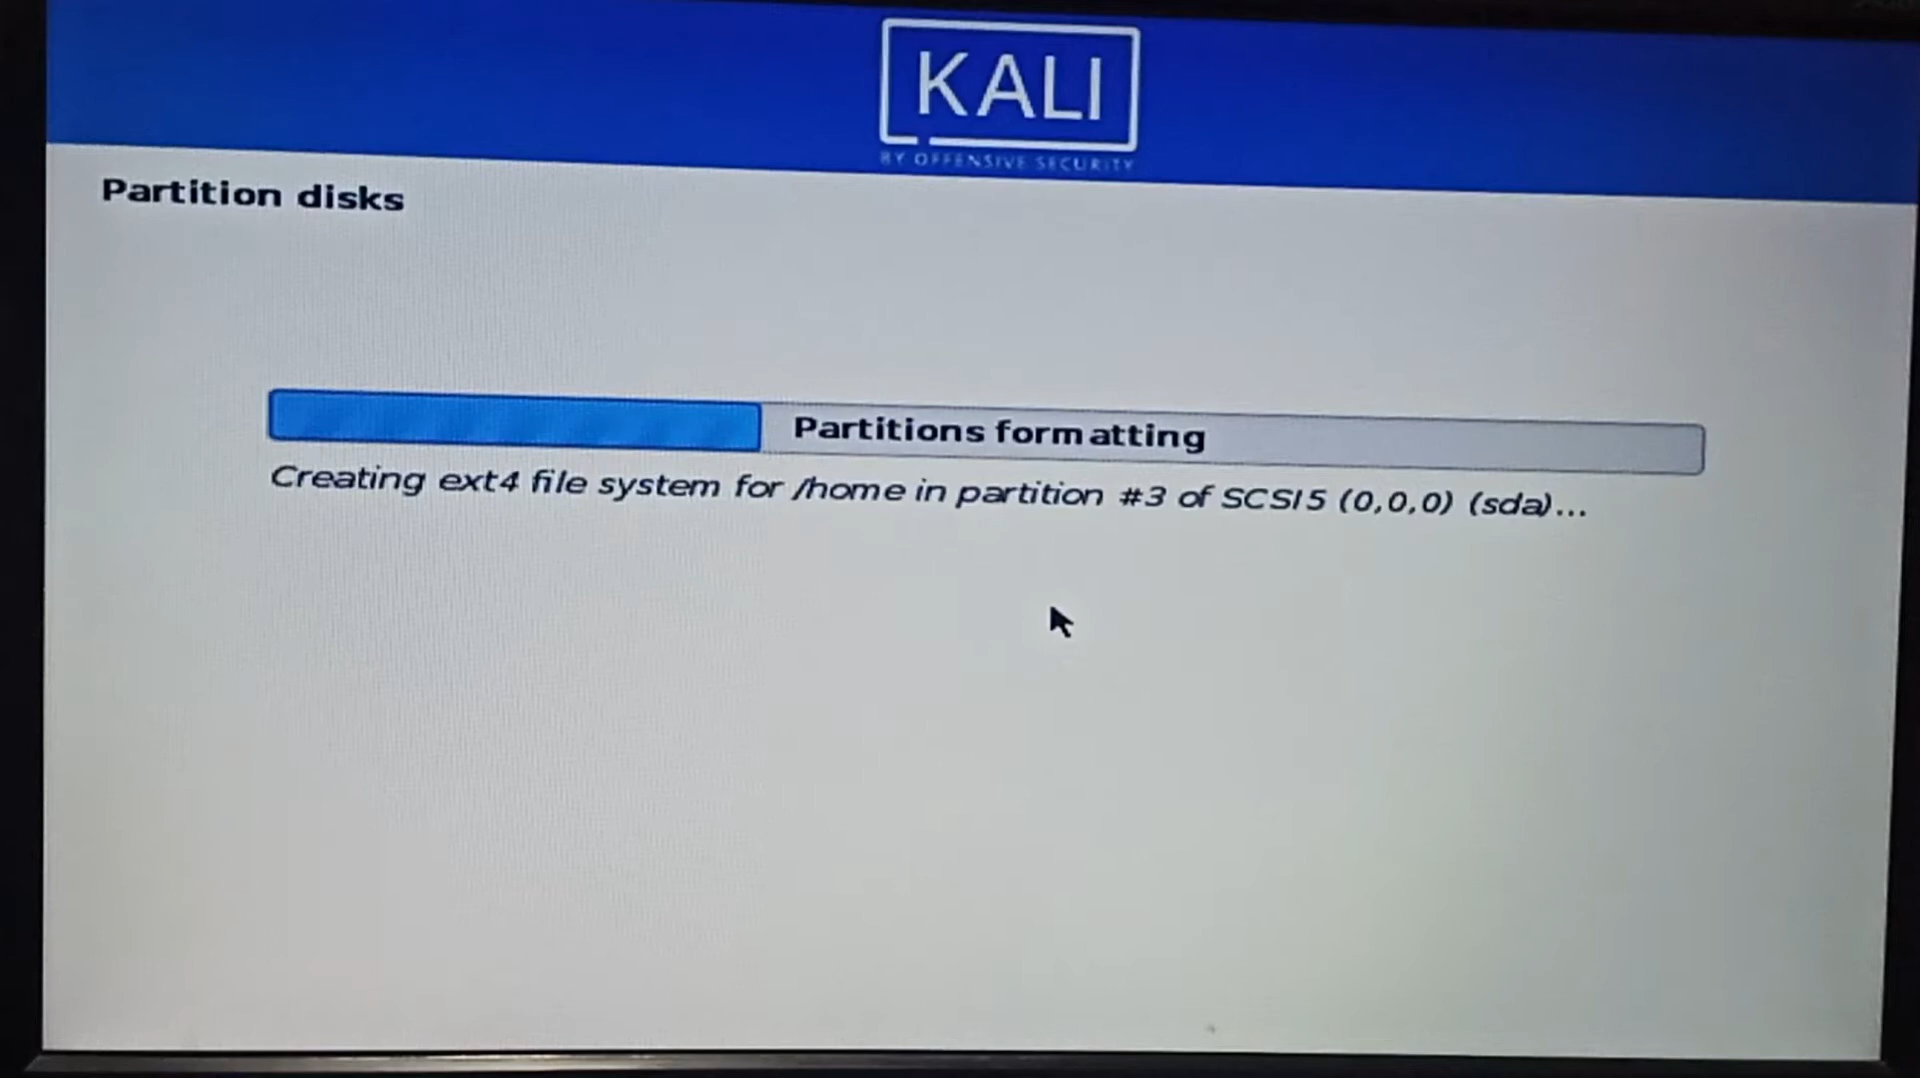 KALI
BY OFFENSIVE SECURITY
Partition disks
Partitions formatting
Creating ext4 file system for /home in partition #3 of SCSI5 (0,0,0) (sda)...